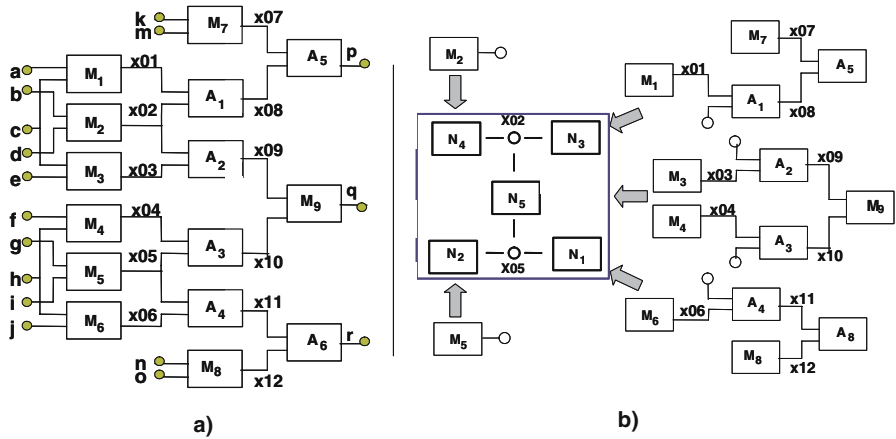 k
m
M7
x07
A5
p
a
b
c
d
e
M1
x01
M2
x02
M3
x03
A1
x08
A2
x09
M9
q
f
g
h
i
j
M4
x04
M5
x05
M6
x06
A3
x10
A4
x11
A6
r
n
o
M8
x12
a)
M2
N4
X02
N3
N5
N2
X05
N1
M5
M7
x07
A5
M1
x01
A1
x08
M3
x03
A2
x09
M9
M4
x04
A3
x10
M6
x06
A4
x11
A8
M8
x12
b)